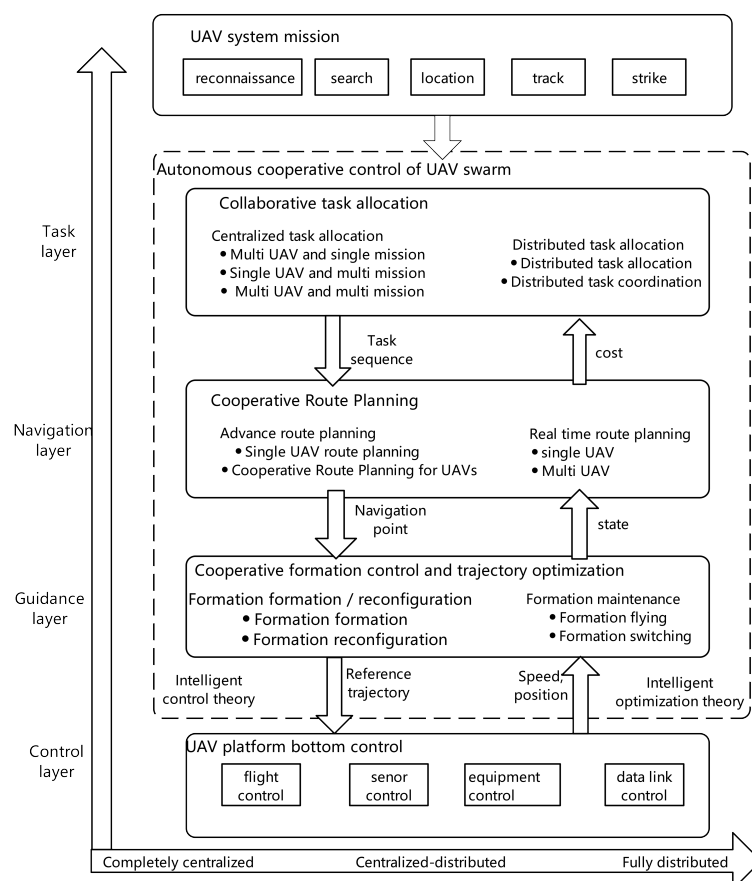 UAV system mission
reconnaissance
search
location
track
strike
Autonomous cooperative control of UAV swarm
Task
layer
Collaborative task allocation
Centralized task allocation
• Multi UAV and single mission
• Single UAV and multi mission
• Multi UAV and multi mission
Distributed task allocation
• Distributed task allocation
• Distributed task coordination
Task
sequence
cost
Navigation
layer
Cooperative Route Planning
Advance route planning
• Single UAV route planning
• Cooperative Route Planning for UAVs
Real time route planning
• single UAV
• Multi UAV
Navigation
point
state
Guidance
layer
Cooperative formation control and trajectory optimization
Formation formation / reconfiguration
• Formation formation
• Formation reconfiguration
Formation maintenance
• Formation flying
• Formation switching
Intelligent
control theory
Reference
trajectory
Speed,
position
Intelligent
optimization theory
Control
layer
UAV platform bottom control
flight
control
senor
control
equipment
control
data link
control
Completely centralized
Centralized-distributed
Fully distributed